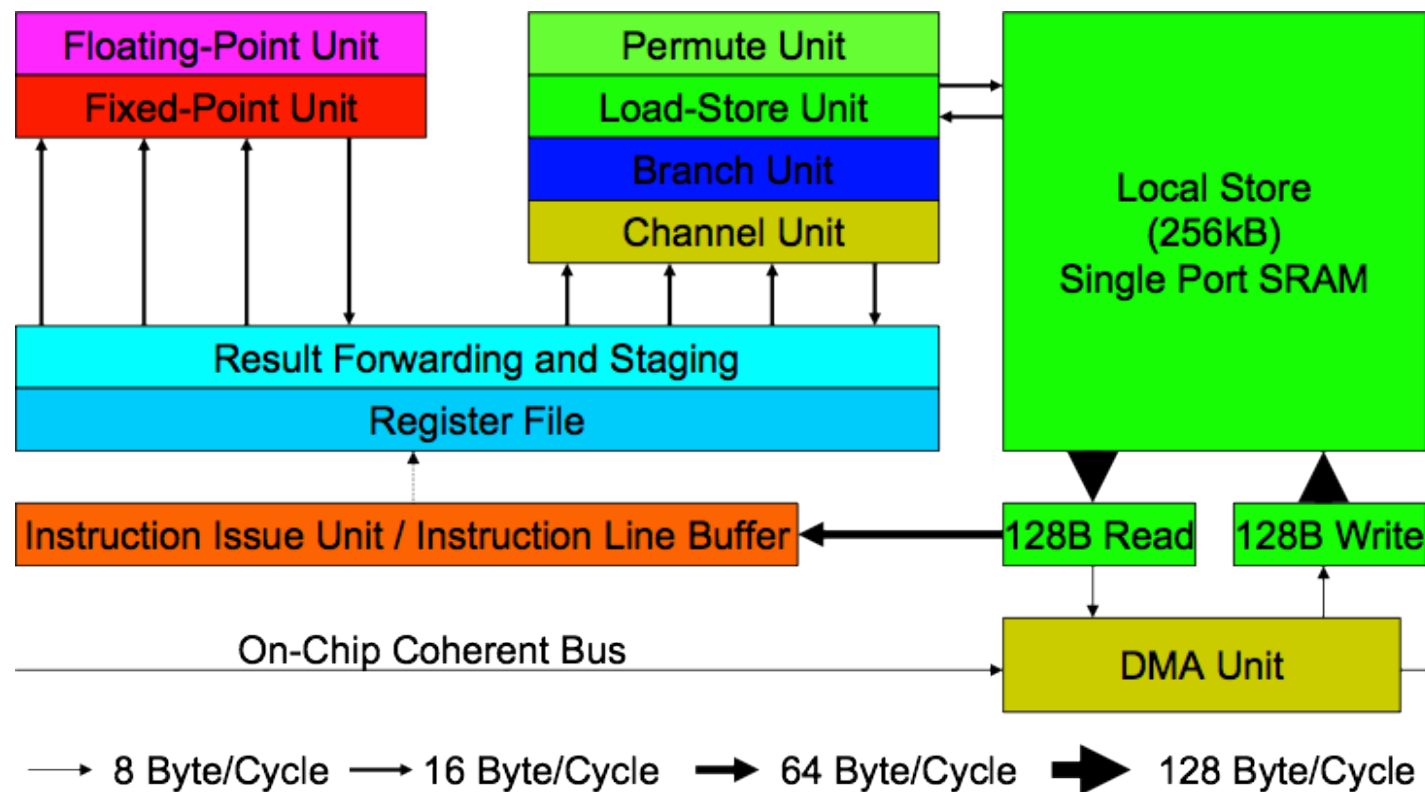 Floating-Point Unit
Fixed-Point Unit
Permute Unit
Load-Store Unit
Branch Unit
Channel Unit
Local Store
(256kB)
Single Port SRAM
Result Forwarding and Staging
Register File
Instruction Issue Unit / Instruction Line Buffer
128B Read
128B Write
On-Chip Coherent Bus
DMA Unit
8 Byte/Cycle
16 Byte/Cycle
64 Byte/Cycle
128 Byte/Cycle